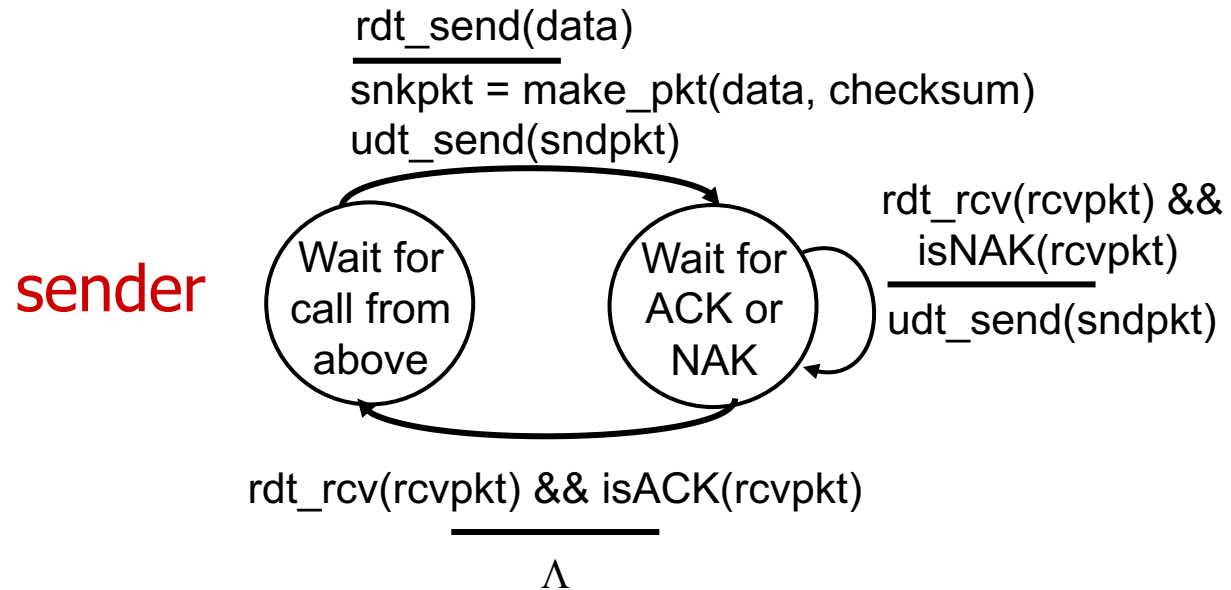 rdt_send(data)
snkpkt = make_pkt(data, checksum)
udt_send(sndpkt)
sender
Wait for
call from
above
Wait for
ACK or
NAK
rdt_rcv(rcvpkt) &&
isNAK(rcvpkt)
udt_send(sndpkt)
rdt_rcv(rcvpkt) && isACK(rcvpkt)
Λ